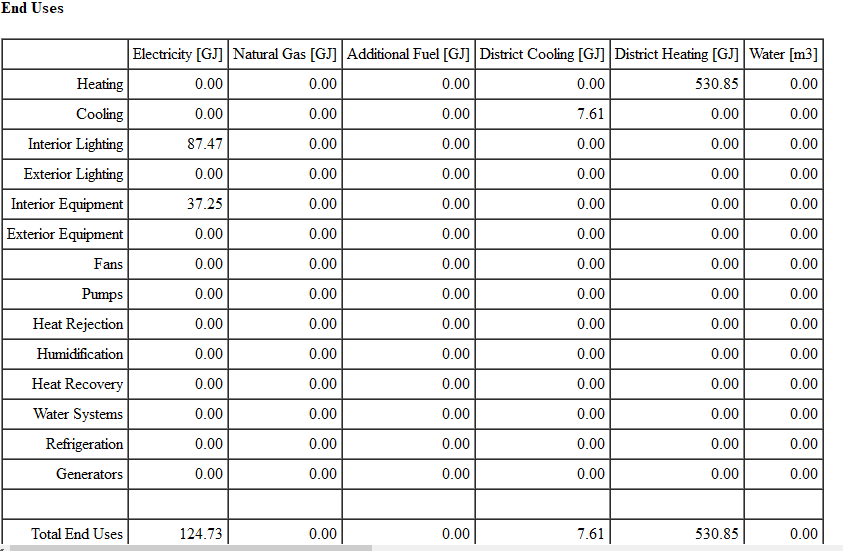 End Uses
Electricity [GJ] Natural Gas [GJ] Additional Fuel [GJ] District Cooling [GJ] District Heating [GJ] Water [m3]
Heating 0.00 0.00 0.00 0.00 530.85 0.00
Cooling 0.00 0.00 0.00 7.61 0.00 0.00
Interior Lighting 87.47 0.00 0.00 0.00 0.00 0.00
Exterior Lighting 0.00 0.00 0.00 0.00 0.00 0.00
Interior Equipment 37.25 0.00 0.00 0.00 0.00 0.00
Exterior Equipment 0.00 0.00 0.00 0.00 0.00 0.00
Fans 0.00 0.00 0.00 0.00 0.00 0.00
Pumps 0.00 0.00 0.00 0.00 0.00 0.00
Heat Rejection 0.00 0.00 0.00 0.00 0.00 0.00
Humidification 0.00 0.00 0.00 0.00 0.00 0.00
Heat Recovery 0.00 0.00 0.00 0.00 0.00 0.00
Water Systems 0.00 0.00 0.00 0.00 0.00 0.00
Refrigeration 0.00 0.00 0.00 0.00 0.00 0.00
Generators 0.00 0.00 0.00 0.00 0.00 0.00
Total End Uses 124.73 0.00 0.00 7.61 530.85 0.00